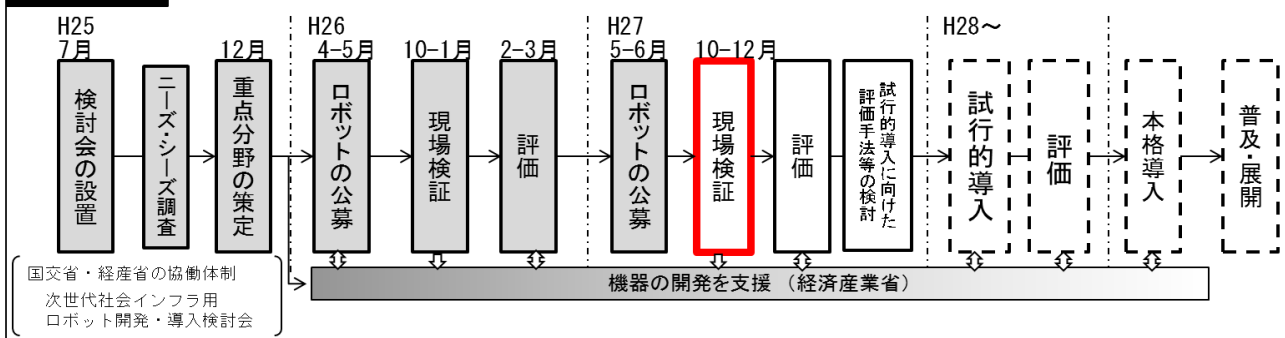 H25
7月
12月
H26
4-5月
10-1月
2-3月
H27
5-6月
10-12月
H28～
検討会の設置
ニーズ・シーズ調査
重点分野の策定
ロボットの公募
現場検証
評価
ロボットの公募
現場検証
評価
試行的導入に向けた
評価手法等の検討
試行的導入
評価
本格導入
普及・展開
国交省・経産省の協働体制
次世代社会インフラ用
ロボット開発・導入検討会
機器の開発を支援 （経済産業省）